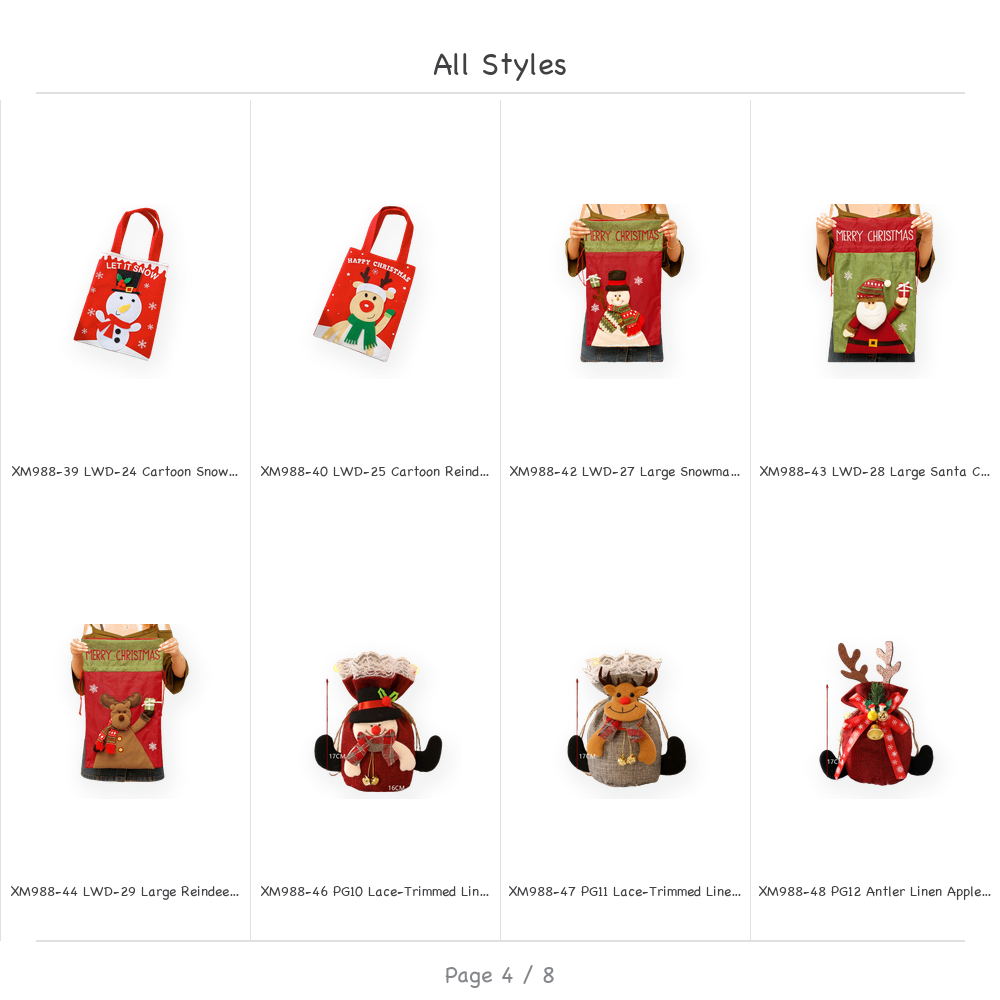 All Styles
LET IT SNOW
HAPPY CHRISTMAS
MERRY CHRISTMAS
MERRY CHRISTMAS
XM988-39 LWD-24 Cartoon Snow...
XM988-40 LWD-25 Cartoon Reind...
XM988-42 LWD-27 Large Snowma...
XM988-43 LWD-28 Large Santa C...
MERRY CHRISTMAS
17CM
16CM
17CM
17C
XM988-44 LWD-29 Large Reindee...
XM988-46 PG10 Lace-Trimmed Lin...
XM988-47 PG11 Lace-Trimmed Line...
XM988-48 PG12 Antler Linen Apple...
Page 4 / 8